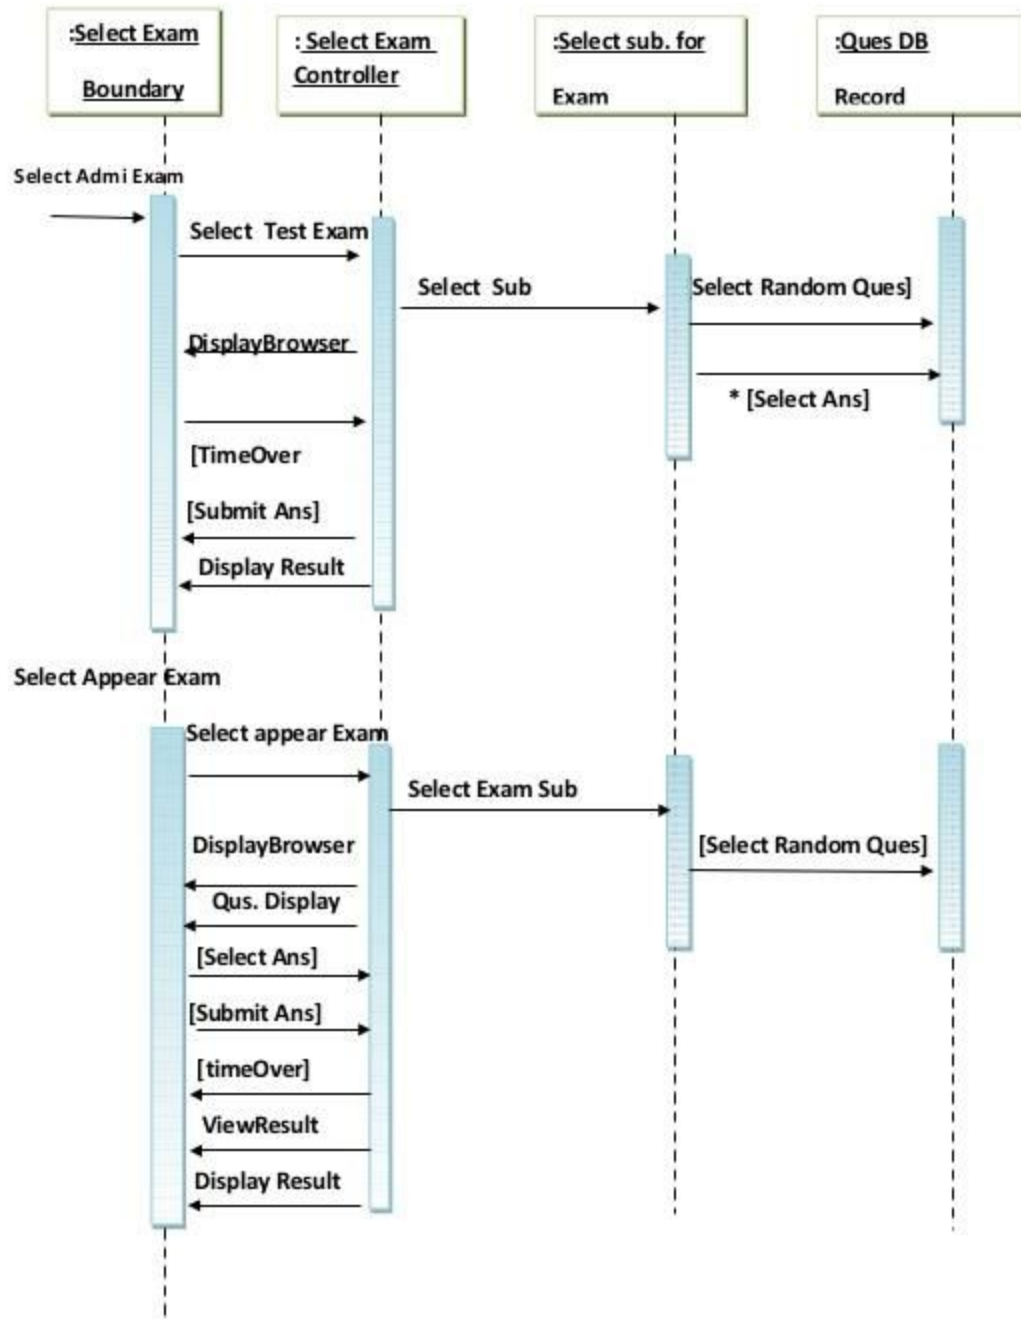 :Select Exam
Boundary
: Select Exam
Controller
:Select sub. for
Exam
:Ques DB
Record
Select Admi Exam
Select Test Exam
Select Sub
Select Random Ques]
DisplayBrowser
* [Select Ans]
[TimeOver
[Submit Ans]
Display Result
Select Appear Exam
Select appear Exam
Select Exam Sub
DisplayBrowser
[Select Random Ques]
Qus. Display
[Select Ans]
[Submit Ans]
[timeOver]
ViewResult
Display Result